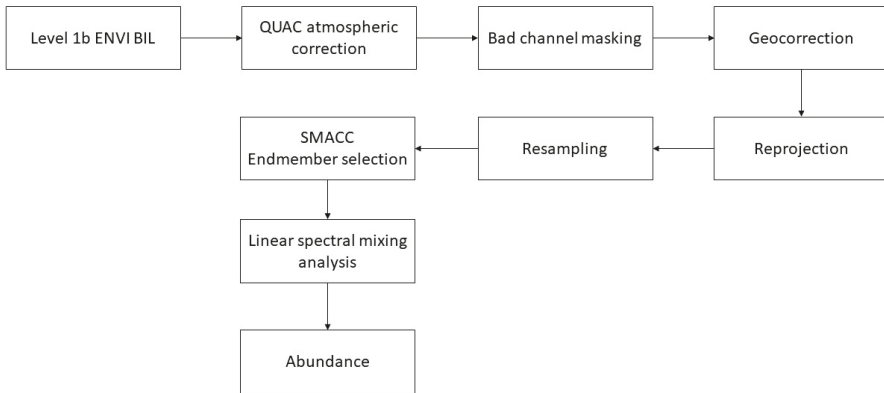 Level 1b ENVI BIL
QUAC atmospheric
correction
Bad channel masking
Geocorrection
Reprojection
Resampling
SMACC
Endmember selection
Linear spectral mixing
analysis
Abundance